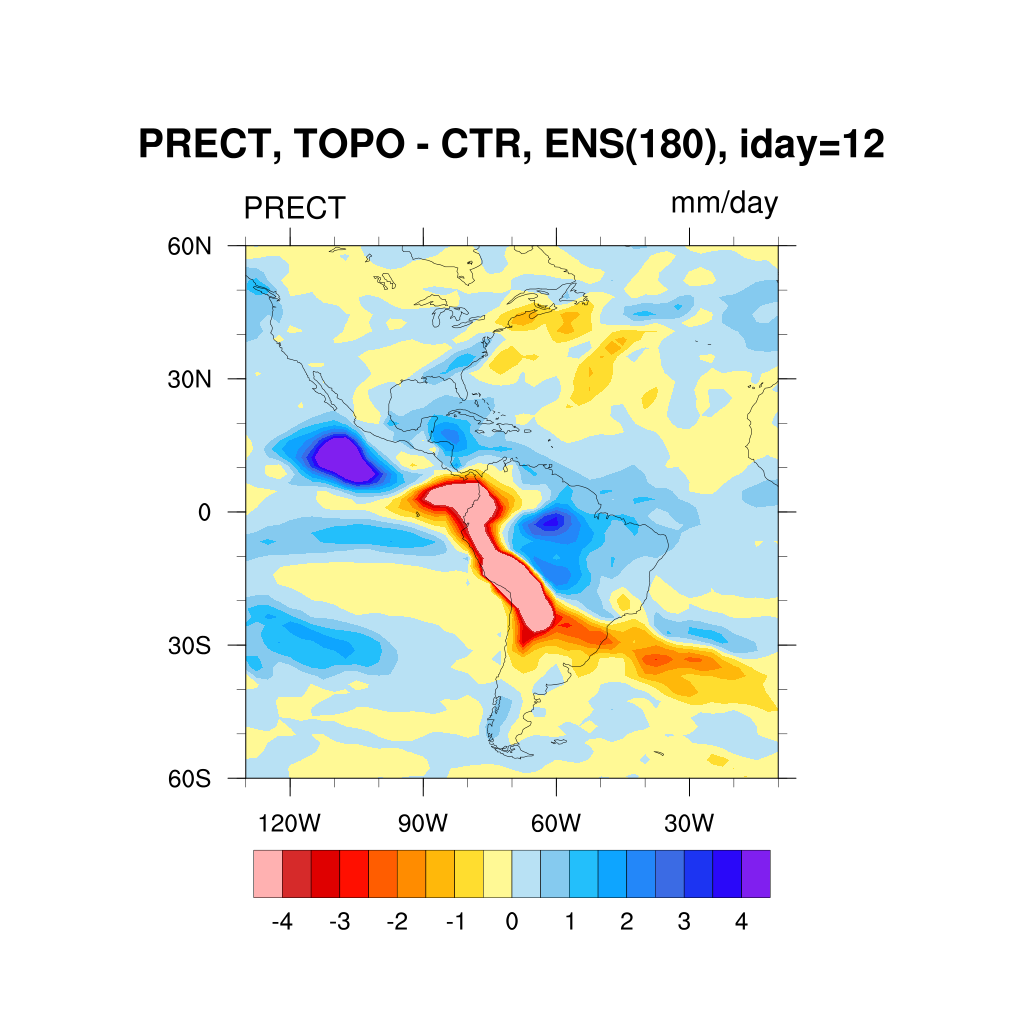 PRECT, TOPO - CTR, ENS(180), iday=12
PRECT mm/day
60N
30N
0
30S
60S
120W 90W 60W 30W
-4 -3 -2 -1 0 1 2 3 4